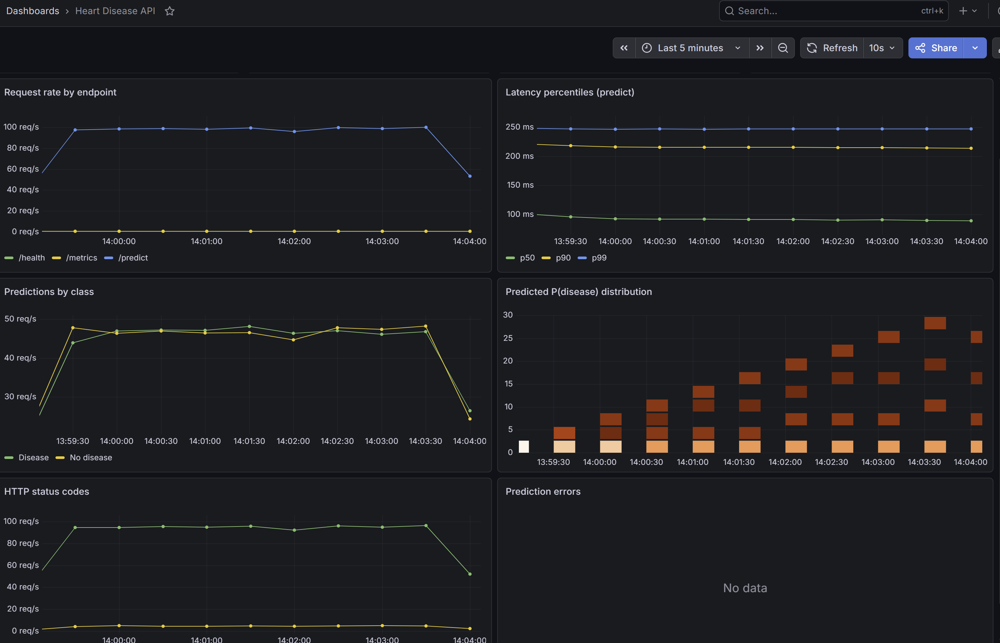 Dashboards › Heart Disease API
Search... ctrl+k
Last 5 minutes Refresh 10s Share
Request rate by endpoint
100 req/s
80 req/s
60 req/s
40 req/s
20 req/s
0 req/s
14:00:00 14:01:00 14:02:00 14:03:00 14:04:00
/health /metrics /predict
Latency percentiles (predict)
250 ms
200 ms
150 ms
100 ms
13:59:30 14:00:00 14:00:30 14:01:00 14:01:30 14:02:00 14:02:30 14:03:00 14:03:30 14:04:00
p50 p90 p99
Predictions by class
50 req/s
40 req/s
30 req/s
13:59:30 14:00:00 14:00:30 14:01:00 14:01:30 14:02:00 14:02:30 14:03:00 14:03:30 14:04:00
Disease No disease
Predicted P(disease) distribution
30
25
20
15
10
5
0
13:59:30 14:00:00 14:00:30 14:01:00 14:01:30 14:02:00 14:02:30 14:03:00 14:03:30 14:04:00
HTTP status codes
100 req/s
80 req/s
60 req/s
40 req/s
20 req/s
0 req/s
14:00:00 14:01:00 14:02:00 14:03:00 14:04:00
Prediction errors
No data